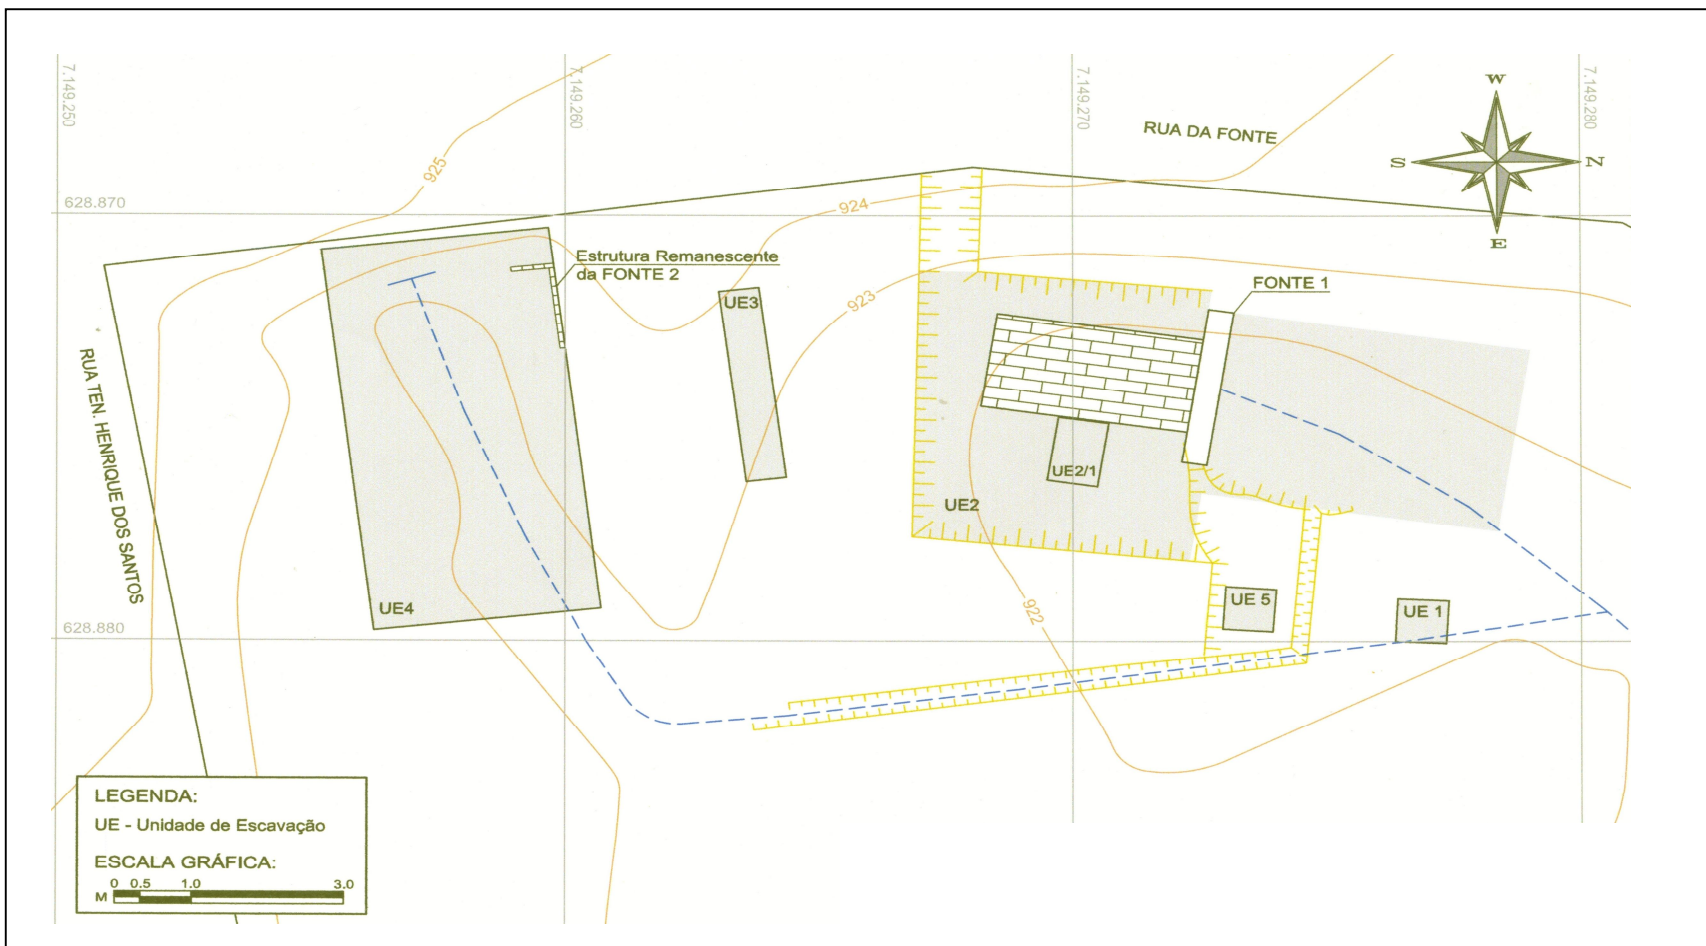 7.149.250
7.149.260
7.149.270
7.149.280
W
S
N
E
RUA DA FONTE
925
628.870
924
Estrutura Remanescente
da FONTE 2
UE3
923
FONTE 1
RUA TEN. HENRIQUE DOS SANTOS
UE2/1
UE2
UE4
922
UE 5
UE 1
628.880
LEGENDA:
UE - Unidade de Escavação
ESCALA GRÁFICA:
0 0.5 1.0 3.0
M